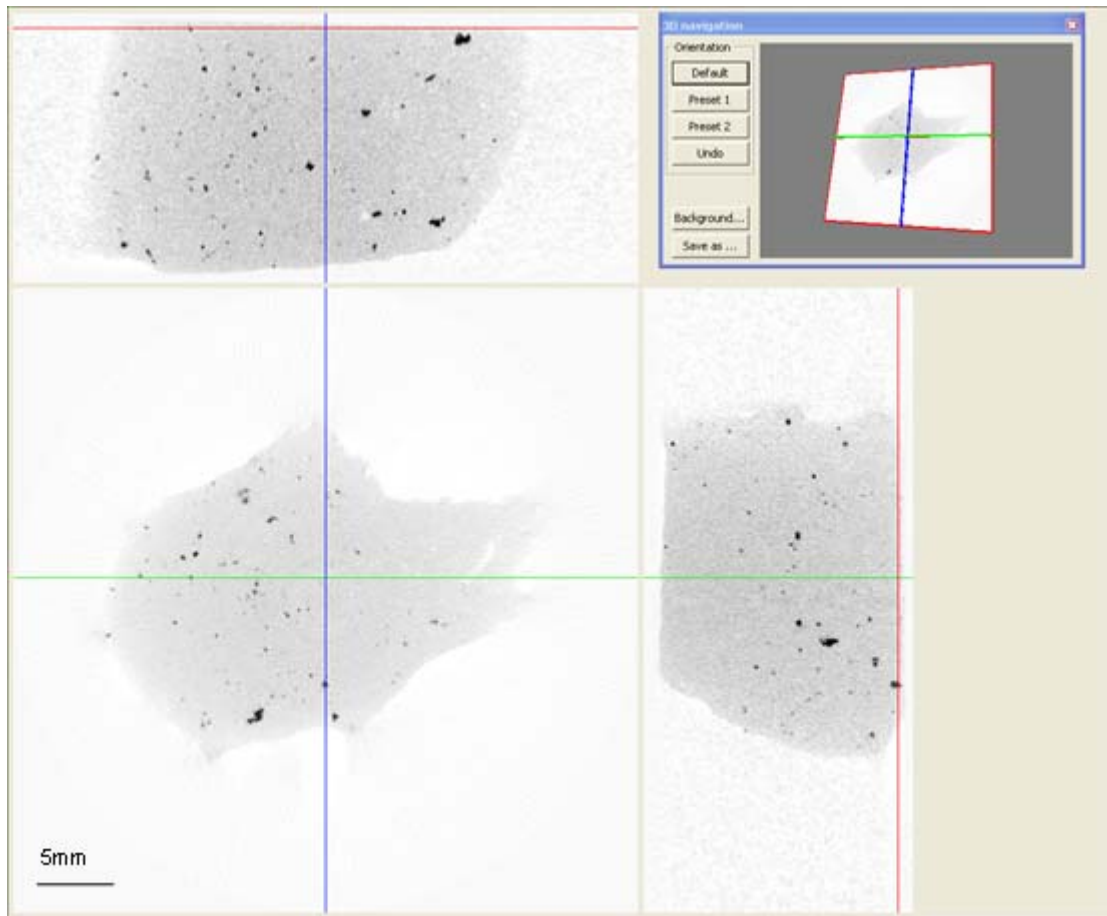 3D navigation
Orientation
Default
Preset 1
Preset 2
Undo
Background...
Save as ...
5mm